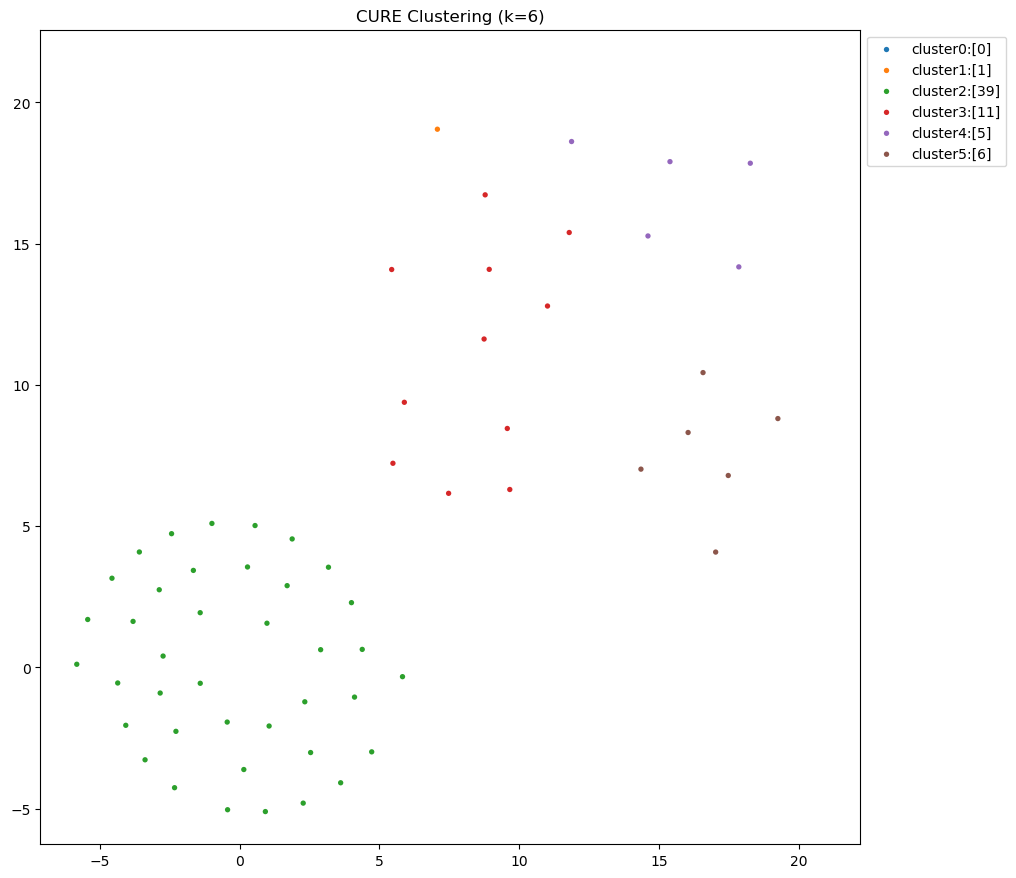 CURE Clustering (k=6)
cluster0:[0]
cluster1:[1]
cluster2:[39]
cluster3:[11]
cluster4:[5]
cluster5:[6]
20
15
10
5
0
−5
−5
0
5
10
15
20